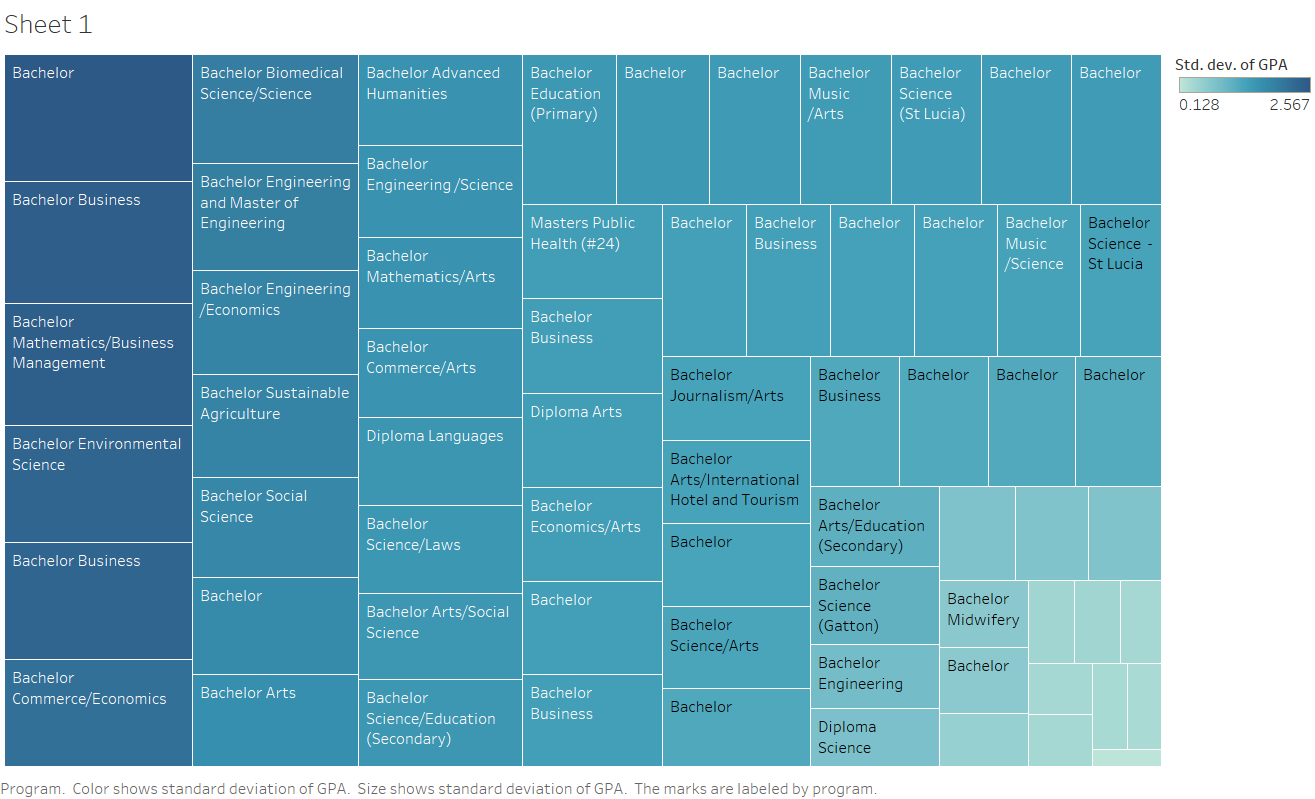 Sheet 1
Bachelor
Bachelor Business
Bachelor
Mathematics/Business
Management
Bachelor Environmental
Science
Bachelor Business
Bachelor
Commerce/Economics
Bachelor Biomedical
Science/Science
Bachelor Engineering
and Master of
Engineering
Bachelor Engineering
/Economics
Bachelor Sustainable
Agriculture
Bachelor Social
Science
Bachelor
Bachelor Arts
Bachelor Advanced
Humanities
Bachelor
Engineering /Science
Bachelor
Mathematics/Arts
Bachelor
Commerce/Arts
Diploma Languages
Bachelor
Science/Laws
Bachelor Arts/Social
Science
Bachelor
Science/Education
(Secondary)
Bachelor
Education
(Primary)
Bachelor
Bachelor
Bachelor
Music
/Arts
Bachelor
Science
(St Lucia)
Bachelor
Bachelor
Masters Public
Health (#24)
Bachelor
Business
Diploma Arts
Bachelor
Economics/Arts
Bachelor
Bachelor
Business
Bachelor
Bachelor
Business
Bachelor
Bachelor
Bachelor
Music
/Science
Bachelor
Science -
St Lucia
Bachelor
Journalism/Arts
Bachelor
Arts/International
Hotel and Tourism
Bachelor
Bachelor
Science/Arts
Bachelor
Bachelor
Business
Bachelor
Bachelor
Bachelor
Bachelor
Arts/Education
(Secondary)
Bachelor
Science
(Gatton)
Bachelor
Engineering
Diploma
Science
Bachelor
Midwifery
Bachelor
Std. dev. of GPA
0.128 2.567
Program. Color shows standard deviation of GPA. Size shows standard deviation of GPA. The marks are labeled by program.